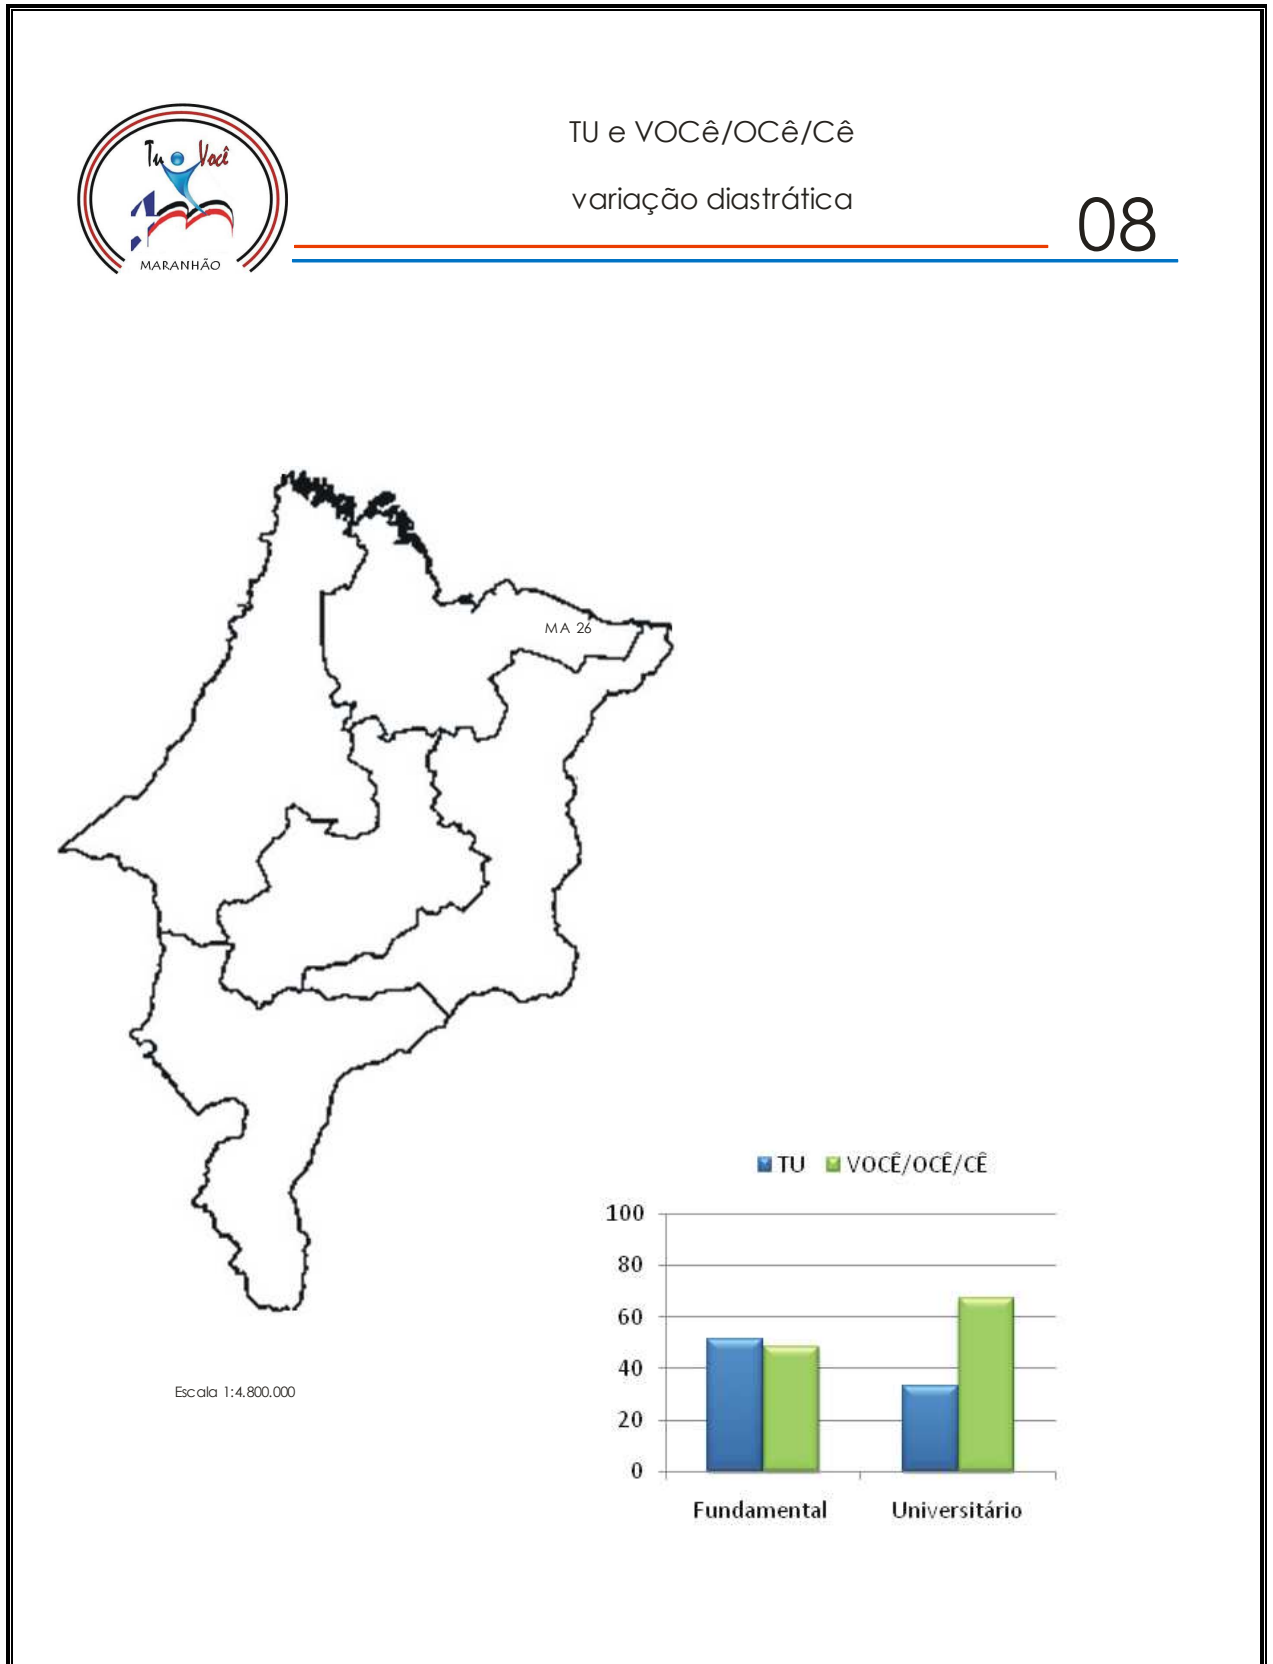 Tu Você
MARANHÃO
TU e VOCê/OCê/Cê
variação diastrática
08
MA 26
Escala 1:4.800.000
TU VOCÊ/OCÊ/CÊ
100
80
60
40
20
0
Fundamental Universitário